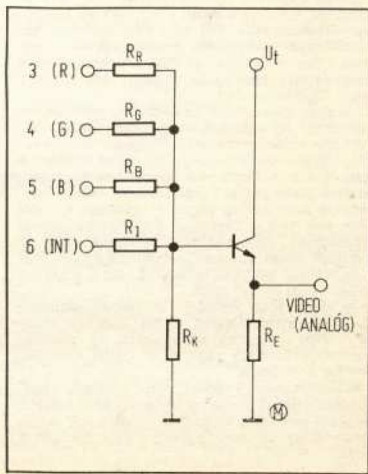 U_t
3 (R) R_R
4 (G) R_G
5 (B) R_B
6 (INT) R_I
VIDEO
(ANALÓG)
R_K
R_E
M